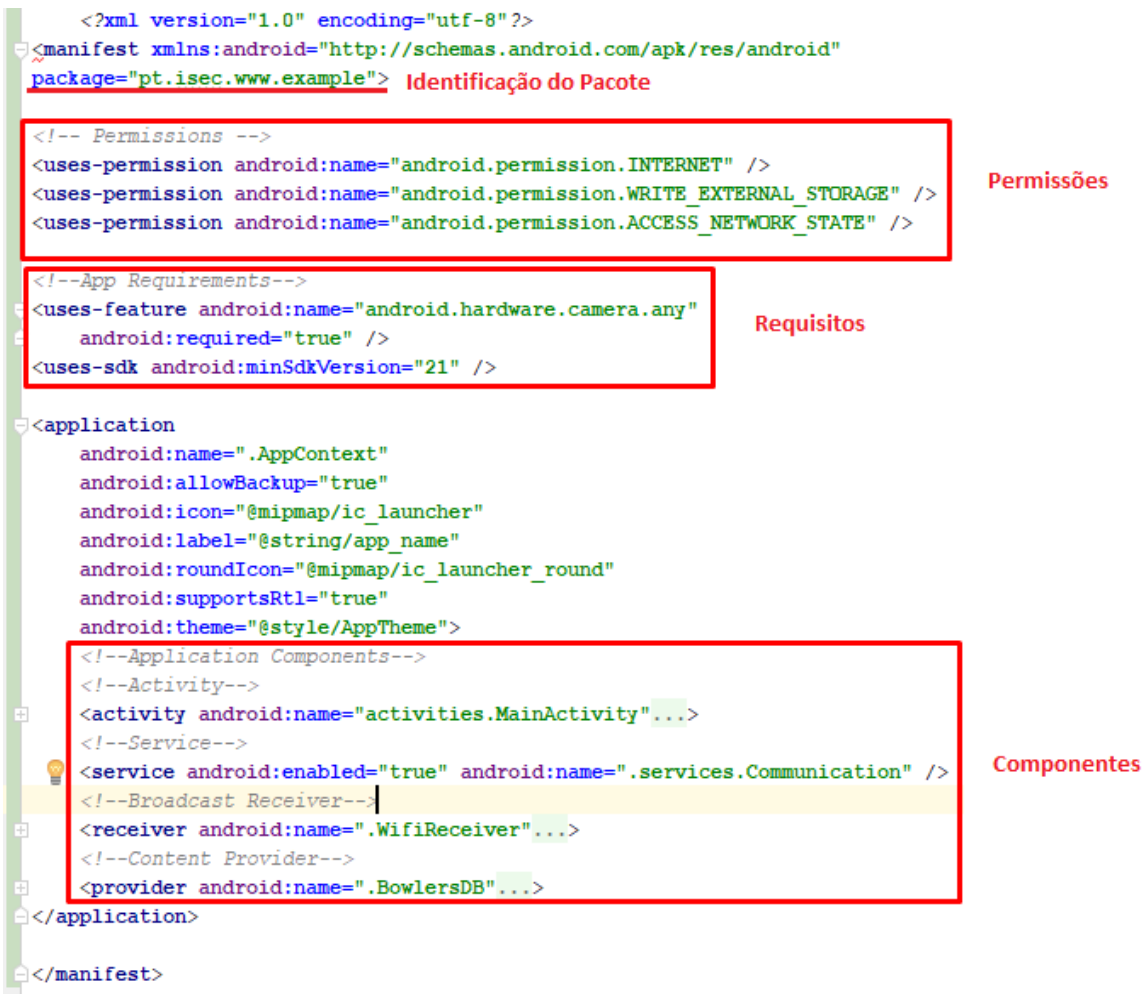 <?xml version="1.0" encoding="utf-8"?>
<manifest xmlns:android="http://schemas.android.com/apk/res/android"
package="pt.isec.www.example"> Identificação do Pacote
<!-- Permissions -->
<uses-permission android:name="android.permission.INTERNET" />
<uses-permission android:name="android.permission.WRITE_EXTERNAL_STORAGE" />
<uses-permission android:name="android.permission.ACCESS_NETWORK_STATE" />
Permissões
<!--App Requirements-->
<uses-feature android:name="android.hardware.camera.any"
android:required="true" />
<uses-sdk android:minSdkVersion="21" />
Requisitos
<application
android:name=".AppContext"
android:allowBackup="true"
android:icon="@mipmap/ic_launcher"
android:label="@string/app_name"
android:roundIcon="@mipmap/ic_launcher_round"
android:supportsRtl="true"
android:theme="@style/AppTheme">
<!--Application Components-->
<!--Activity-->
<activity android:name="activities.MainActivity"...>
<!--Service-->
<service android:enabled="true" android:name=".services.Communication" />
<!--Broadcast Receiver-->
<receiver android:name=".WifiReceiver"...>
<!--Content Provider-->
<provider android:name=".BowlersDB"...>
Componentes
</application>
</manifest>